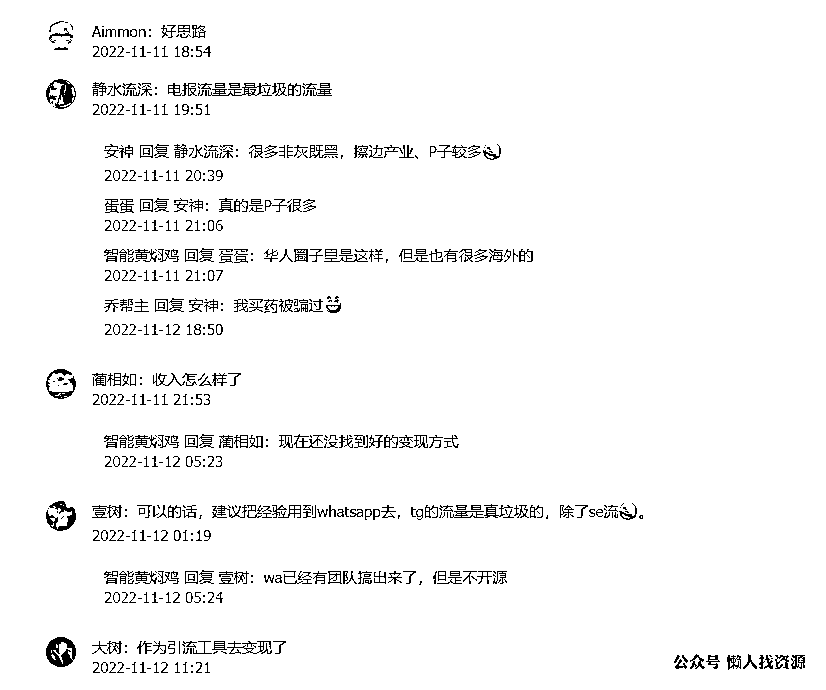 Aimmon：好思路
2022-11-11 18:54
静水流深：电报流量是最垃圾的流量
2022-11-11 19:51
安神 回复 静水流深：很多非灰既黑，擦边产业、P子较多
2022-11-11 20:39
蛋蛋 回复 安神：真的是P子很多
2022-11-11 21:06
智能黄焖鸡 回复 蛋蛋：华人圈子里是这样，但是也有很多海外的
2022-11-11 21:07
乔帮主 回复 安神：我买药被骗过😄
2022-11-12 18:50
蔺相如：收入怎么样了
2022-11-11 21:53
智能黄焖鸡 回复 蔺相如：现在还没找到好的变现方式
2022-11-12 05:23
壹树：可以的话，建议把经验用到whatsapp去，tg的流量是真垃圾的，除了se流。
2022-11-12 01:19
智能黄焖鸡 回复 壹树：wa已经有团队搞出来了，但是不开源
2022-11-12 05:24
大树：作为引流工具去变现了
2022-11-12 11:21
公众号 懒人找资源